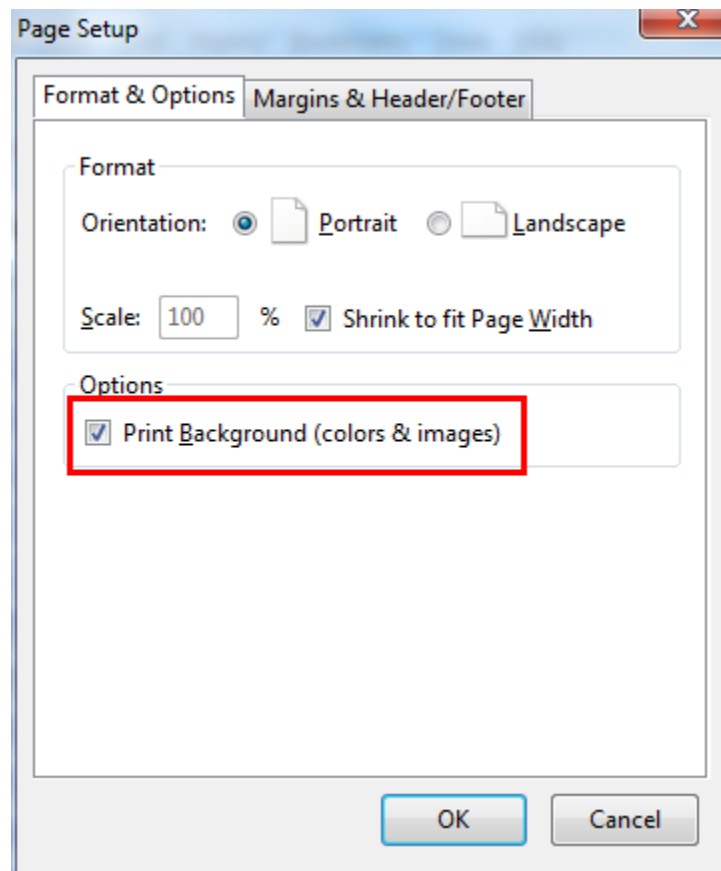 Page Setup
Format & Options
Margins & Header/Footer
Format
Orientation: Portrait Landscape
Scale: 100 % Shrink to fit Page Width
Options
Print Background (colors & images)
OK Cancel